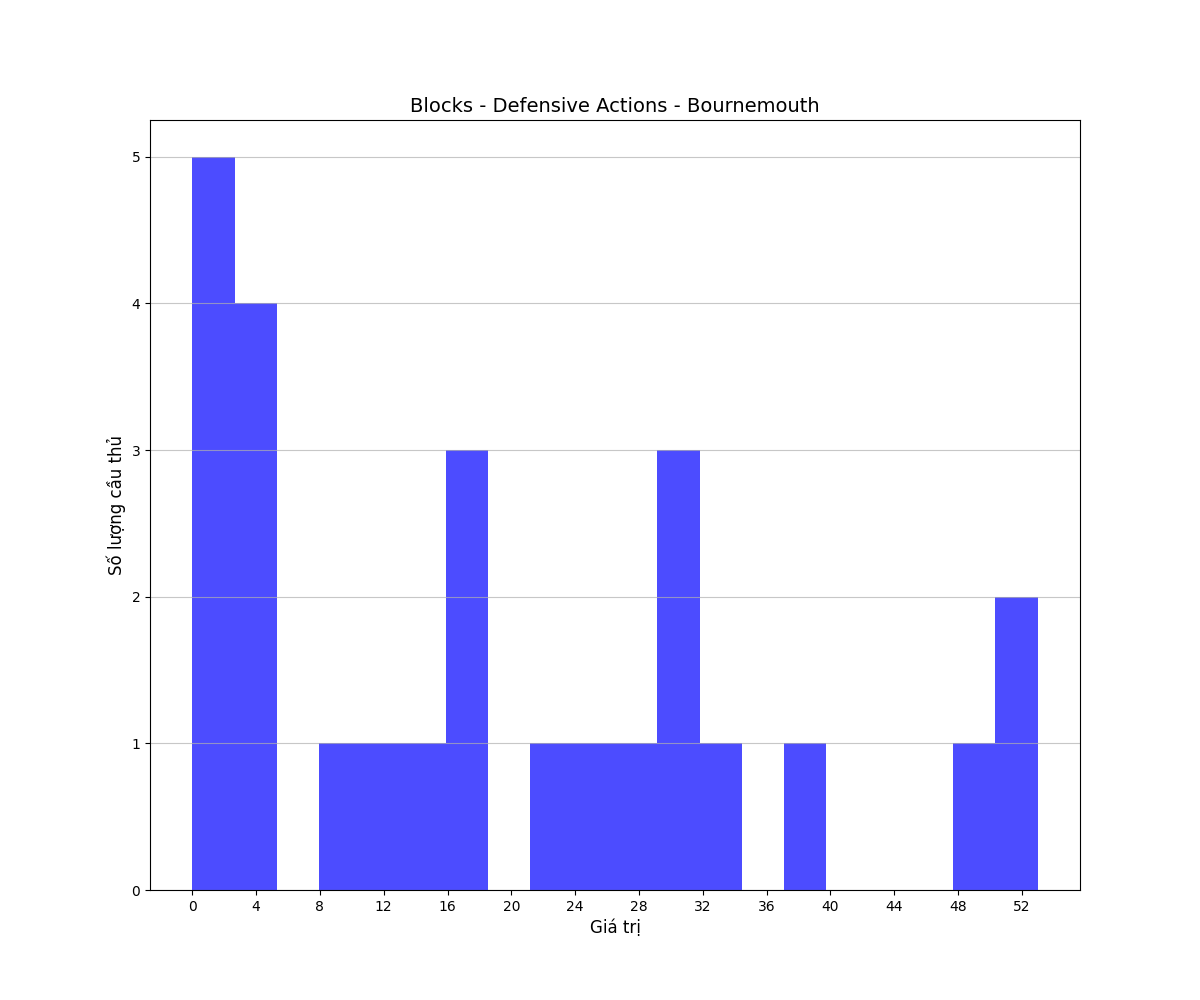 Blocks - Defensive Actions - Bournemouth
5
4
3
2
1
0
Số lượng cầu thủ
0 4 8 12 16 20 24 28 32 36 40 44 48 52
Giá trị